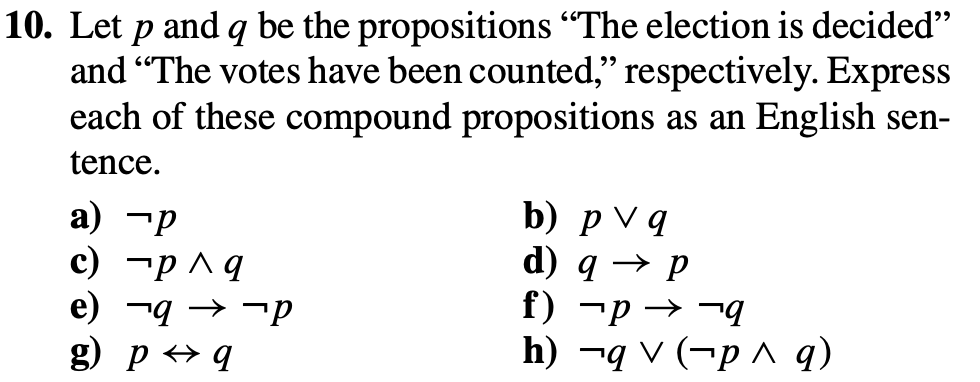 10. Let p and q be the propositions “The election is decided”
and “The votes have been counted,” respectively. Express
each of these compound propositions as an English sen-
tence.
a) ¬p b) p ∨ q
c) ¬p ∧ q d) q → p
e) ¬q → ¬p f) ¬p → ¬q
g) p ↔ q h) ¬q ∨ (¬p ∧ q)